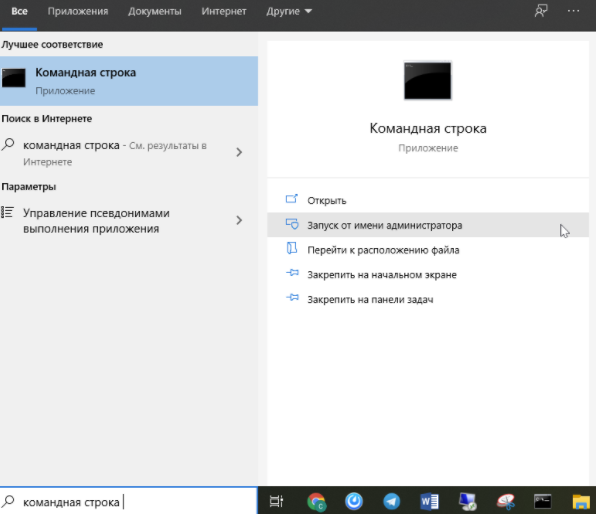 Все Приложения Документы Интернет Другие
Лучшее соответствие
Командная строка
Приложение
Поиск в Интернете
командная строка - См. результаты в
Интернете
Параметры
Управление псевдонимами
выполнения приложения
Командная строка
Приложение
Открыть
Запуск от имени администратора
Перейти к расположению файла
Закрепить на начальном экране
Закрепить на панели задач
командная строка